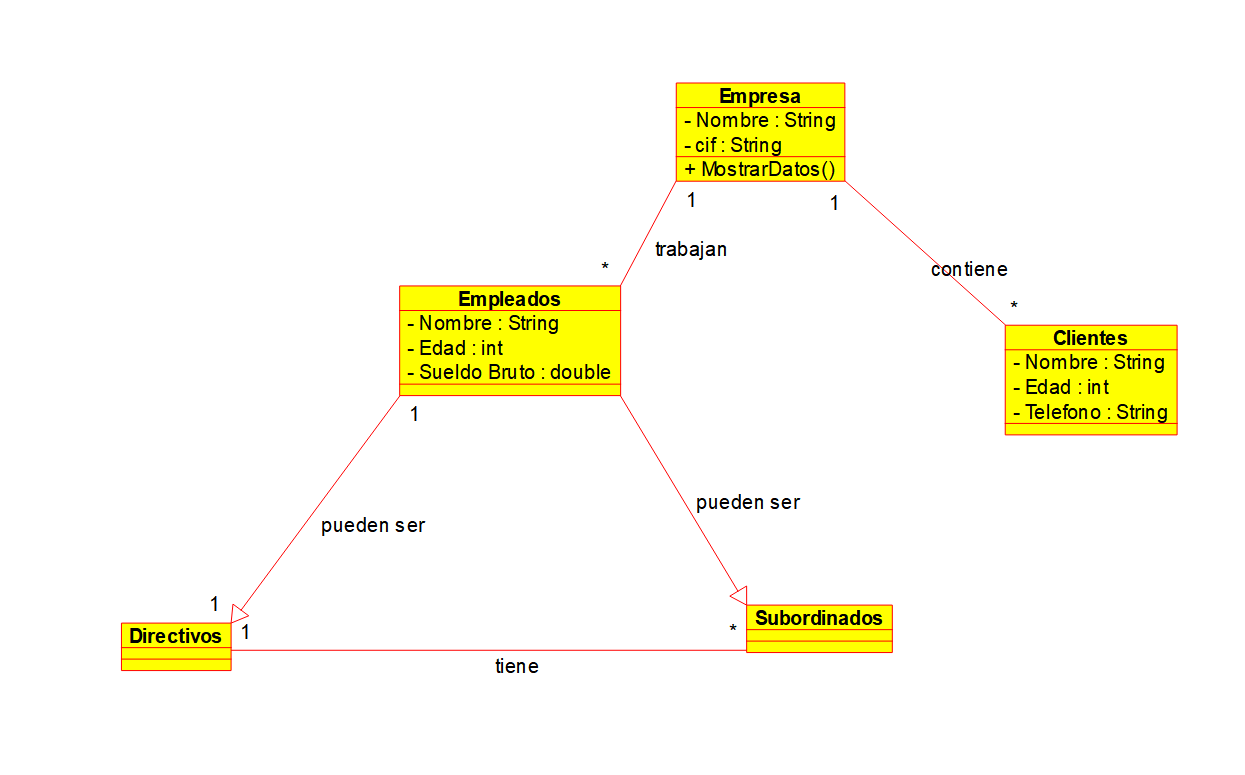 Empresa
- Nombre : String
- cif : String
+ MostrarDatos()
1
1
trabajan
*
contiene
*
Empleados
- Nombre : String
- Edad : int
- Sueldo Bruto : double
1
Clientes
- Nombre : String
- Edad : int
- Telefono : String
pueden ser
pueden ser
1
Directivos
1
*
Subordinados
tiene